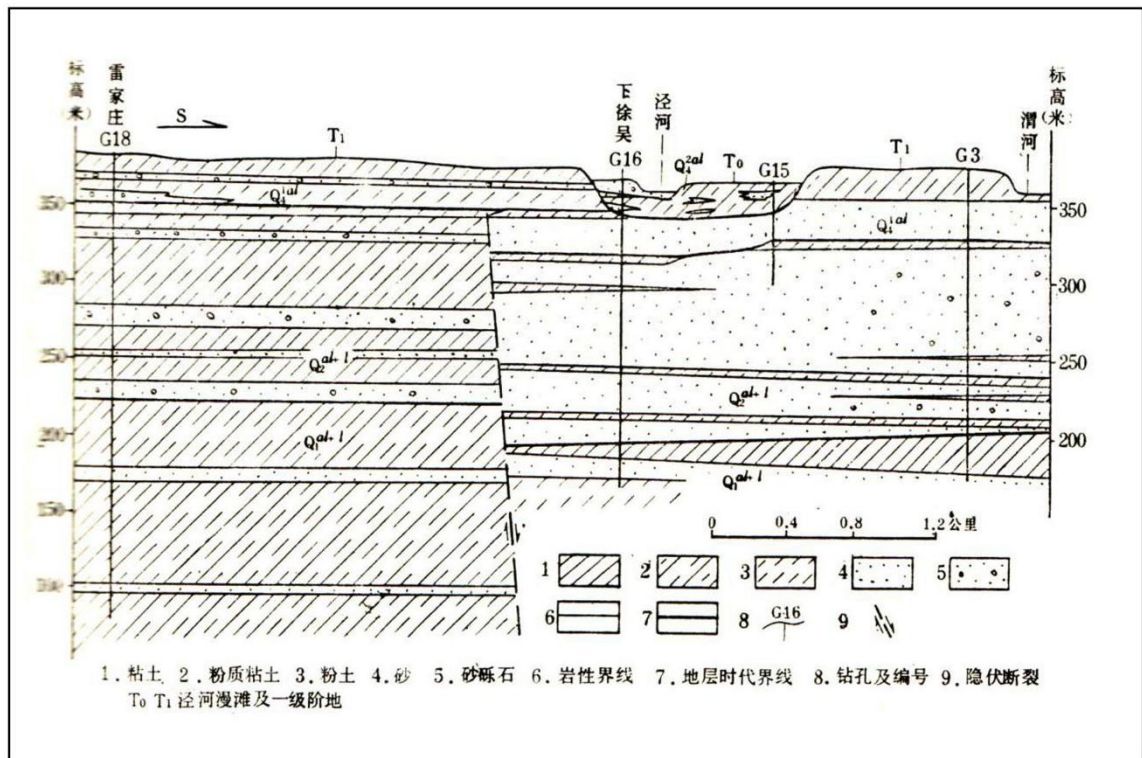 标高(米)
雷家庄
G18
S
T₁
下徐吴
G16
泾河
Q₄²ᵃˡ
T₀
G15
T₁
G3
渭河
标高(米)
350
Q₄¹ᵃˡ
Q₄¹ᵃˡ
350
300
300
250
Q₂ᵃˡ⁺ˡ
250
Q₂ᵃˡ⁺ˡ
200
Q₁ᵃˡ⁺ˡ
200
Q₁ᵃˡ⁺ˡ
150
100
0 0.4 0.8 1.2公里
1 2 3 4 5
6 7 8 G16 9
1. 粘土 2. 粉质粘土 3. 粉土 4. 砂 5. 砂砾石 6. 岩性界线 7. 地层时代界线 8. 钻孔及编号 9. 隐伏断裂
T₀ T₁ 泾河漫滩及一级阶地